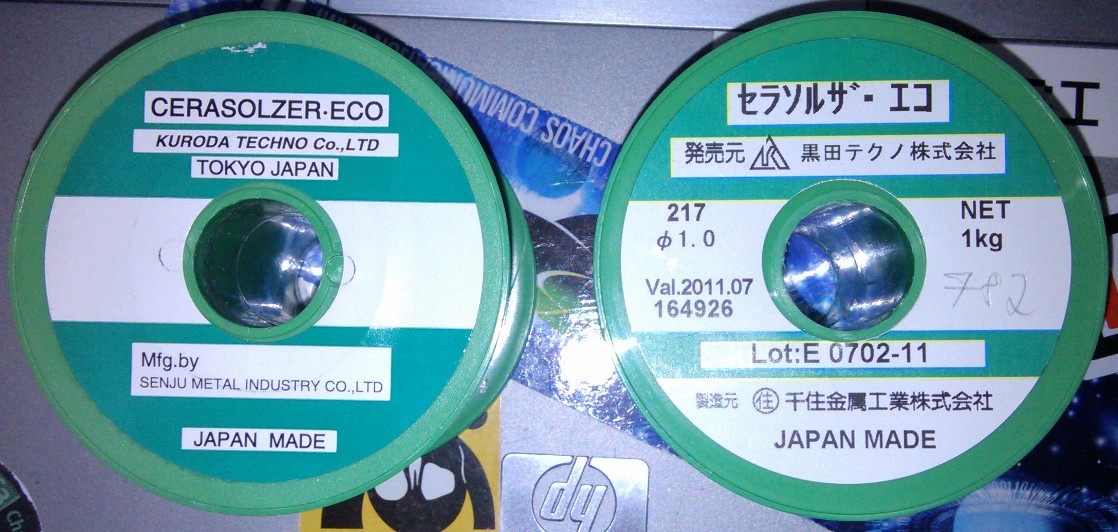 CERASOLZER·ECO
KURODA TECHNO Co.,LTD
TOKYO JAPAN
Mfg.by
SENJU METAL INDUSTRY CO.,LTD
JAPAN MADE
セラソルザ・エコ
発売元 黒田テクノ株式会社
217
φ1.0
NET
1kg
Val.2011.07
164926
782
Lot:E 0702-11
製造元 住 千住金属工業株式会社
JAPAN MADE
CHAOS COMMUNICATION
hp